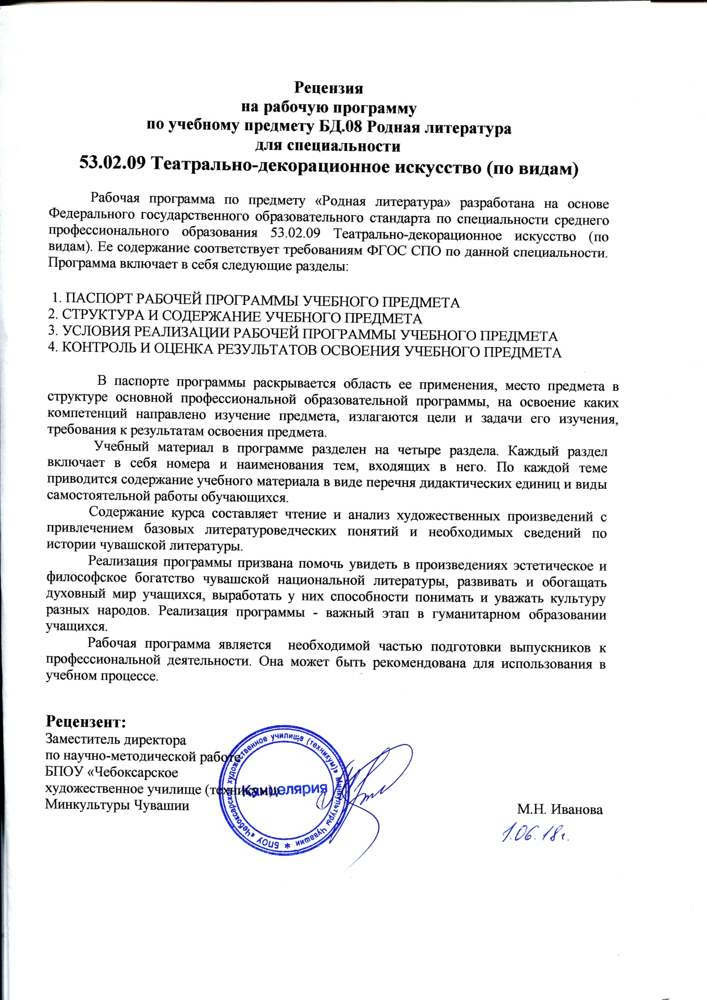 Рецензия
на рабочую программу
по учебному предмету БД.08 Родная литература
для специальности
53.02.09 Театрально-декорационное искусство (по видам)
Рабочая программа по предмету «Родная литература» разработана на основе
Федерального государственного образовательного стандарта по специальности среднего
профессионального образования 53.02.09 Театрально-декорационное искусство (по
видам). Ее содержание соответствует требованиям ФГОС СПО по данной специальности.
Программа включает в себя следующие разделы:
1. ПАСПОРТ РАБОЧЕЙ ПРОГРАММЫ УЧЕБНОГО ПРЕДМЕТА
2. СТРУКТУРА И СОДЕРЖАНИЕ УЧЕБНОГО ПРЕДМЕТА
3. УСЛОВИЯ РЕАЛИЗАЦИИ РАБОЧЕЙ ПРОГРАММЫ УЧЕБНОГО ПРЕДМЕТА
4. КОНТРОЛЬ И ОЦЕНКА РЕЗУЛЬТАТОВ ОСВОЕНИЯ УЧЕБНОГО ПРЕДМЕТА
В паспорте программы раскрывается область ее применения, место предмета в
структуре основной профессиональной образовательной программы, на освоение каких
компетенций направлено изучение предмета, излагаются цели и задачи его изучения,
требования к результатам освоения предмета.
Учебный материал в программе разделен на четыре раздела. Каждый раздел
включает в себя номера и наименования тем, входящих в него. По каждой теме
приводится содержание учебного материала в виде перечня дидактических единиц и виды
самостоятельной работы обучающихся.
Содержание курса составляет чтение и анализ художественных произведений с
привлечением базовых литературоведческих понятий и необходимых сведений по
истории чувашской литературы.
Реализация программы призвана помочь увидеть в произведениях эстетическое и
философское богатство чувашской национальной литературы, развивать и обогащать
духовный мир учащихся, выработать у них способности понимать и уважать культуру
разных народов. Реализация программы - важный этап в гуманитарном образовании
учащихся.
Рабочая программа является необходимой частью подготовки выпускников к
профессиональной деятельности. Она может быть рекомендована для использования в
учебном процессе.
Рецензент:
Заместитель директора
по научно-методической работе
БПОУ «Чебоксарское
художественное училище (техникум)»
Минкультуры Чувашии
М.Н. Иванова
1.06.18г.
Канцелярия
* БПОУ «Чебоксарское художественное училище (техникум)» Минкультуры Чувашии